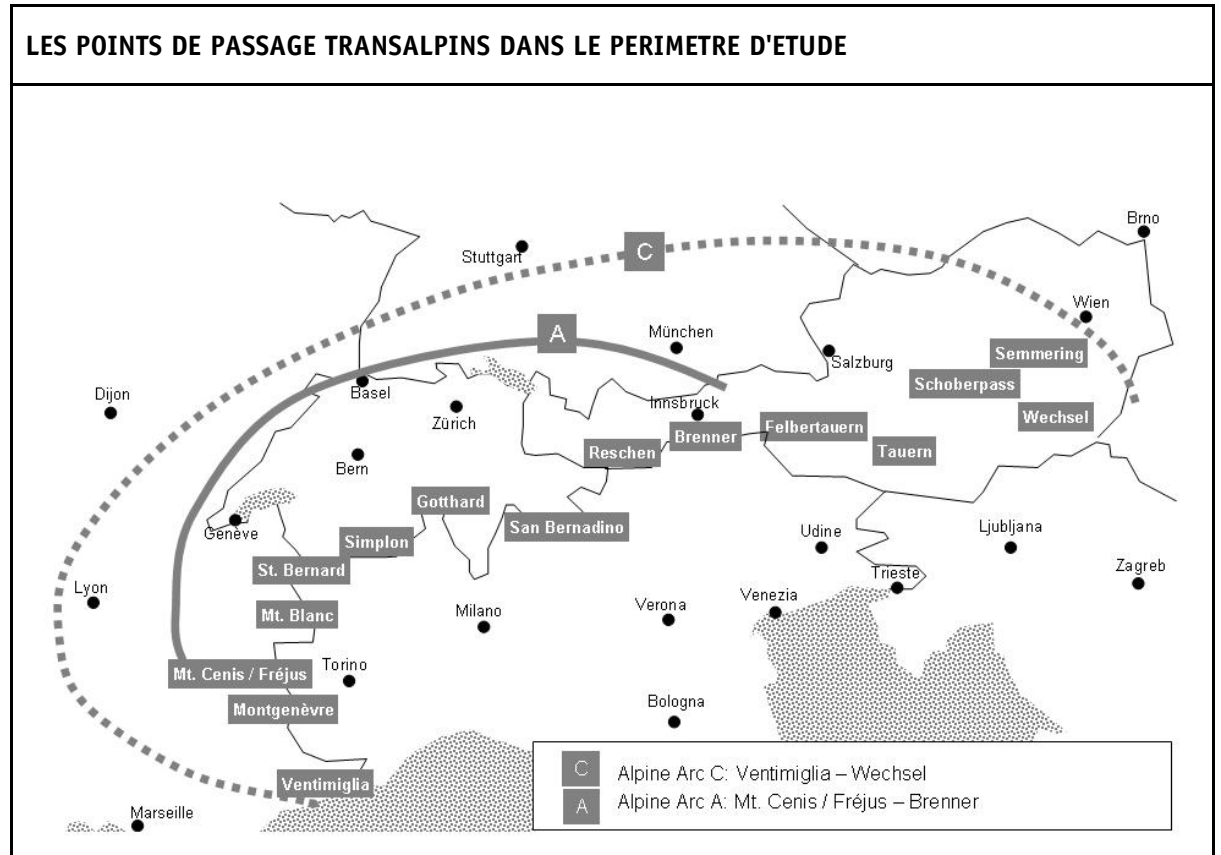 LES POINTS DE PASSAGE TRANSALPINS DANS LE PERIMETRE D'ETUDE
Brno
Stuttgart
C
Wien
A
München
Semmering
Salzburg
Schoberpass
Dijon
Basel
Innsbruck
Wechsel
Zürich
Brenner
Felbertauern
Bern
Reschen
Tauern
Gotthard
Genève
San Bernadino
Simplon
Udine
Ljubljana
St. Bernard
Trieste
Zagreb
Lyon
Mt. Blanc
Milano
Verona
Venezia
Mt. Cenis / Fréjus
Torino
Montgenèvre
Bologna
Ventimiglia
C Alpine Arc C: Ventimiglia – Wechsel
A Alpine Arc A: Mt. Cenis / Fréjus – Brenner
Marseille